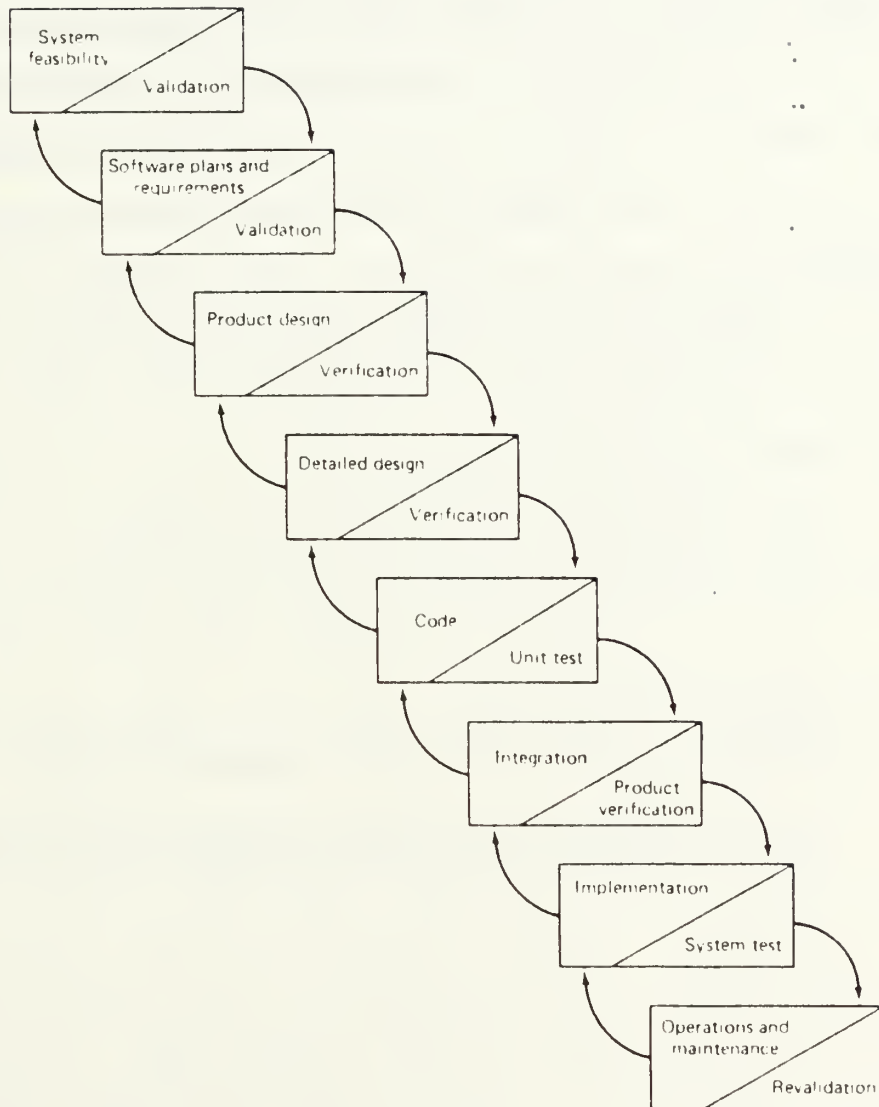 System
feasibility
Validation
Software plans and
requirements
Validation
Product design
Verification
Detailed design
Verification
Code
Unit test
Integration
Product
verification
Implementation
System test
Operations and
maintenance
Revalidation